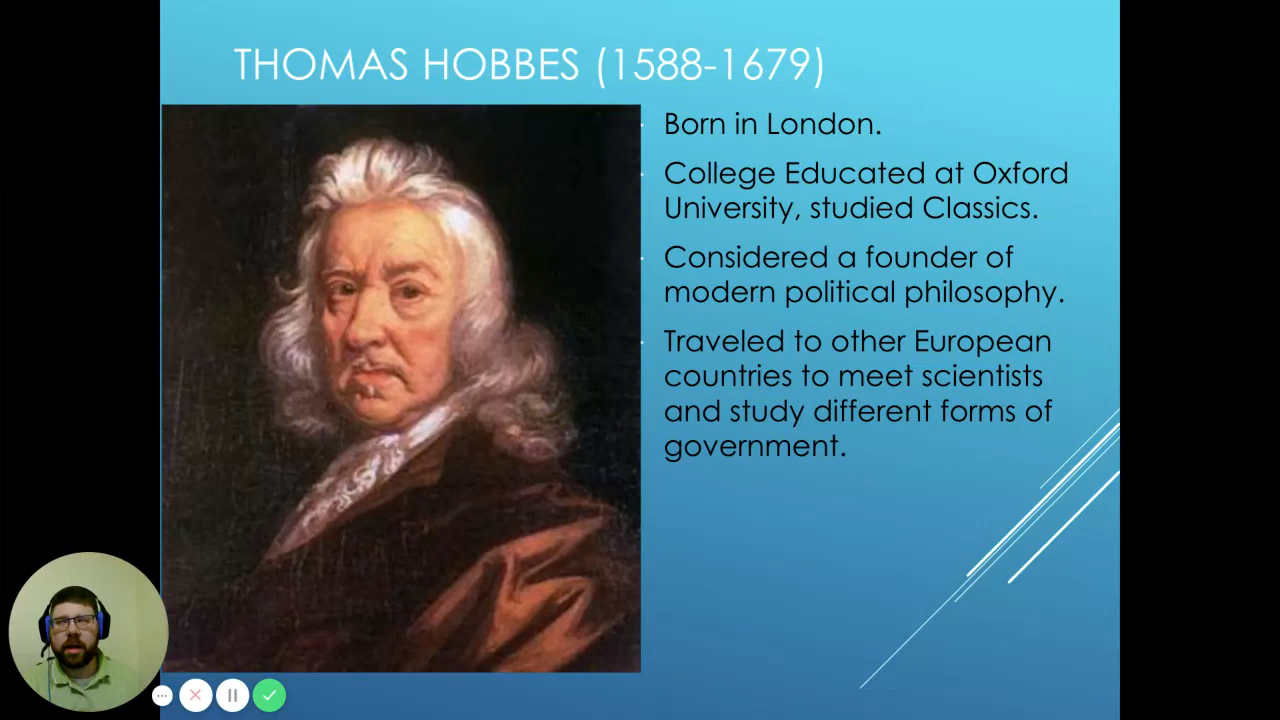 THOMAS HOBBES (1588-1679)
Born in London.
College Educated at Oxford
University, studied Classics.
Considered a founder of
modern political philosophy.
Traveled to other European
countries to meet scientists
and study different forms of
government.